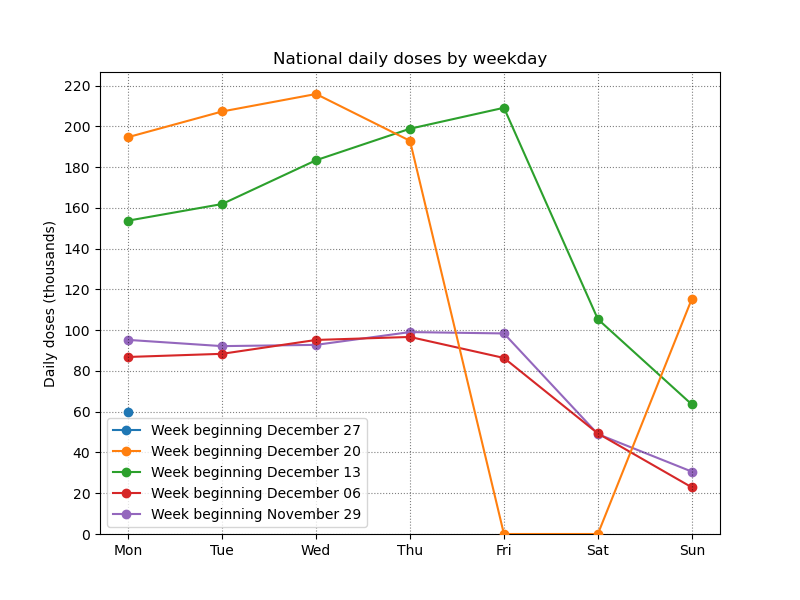 National daily doses by weekday
Daily doses (thousands)
220
200
180
160
140
120
100
80
60
40
20
0
Week beginning December 27
Week beginning December 20
Week beginning December 13
Week beginning December 06
Week beginning November 29
Mon Tue Wed Thu Fri Sat Sun